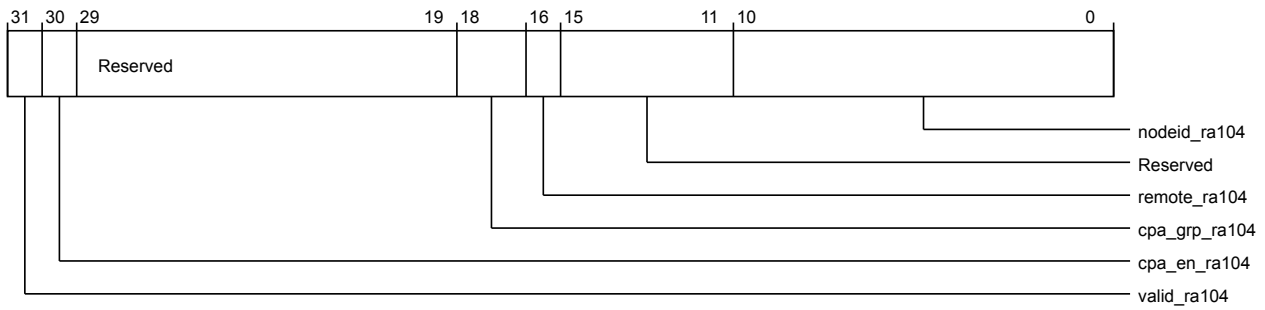 31 30 29 19 18 16 15 11 10 0
Reserved
nodeid_ra104
Reserved
remote_ra104
cpa_grp_ra104
cpa_en_ra104
valid_ra104